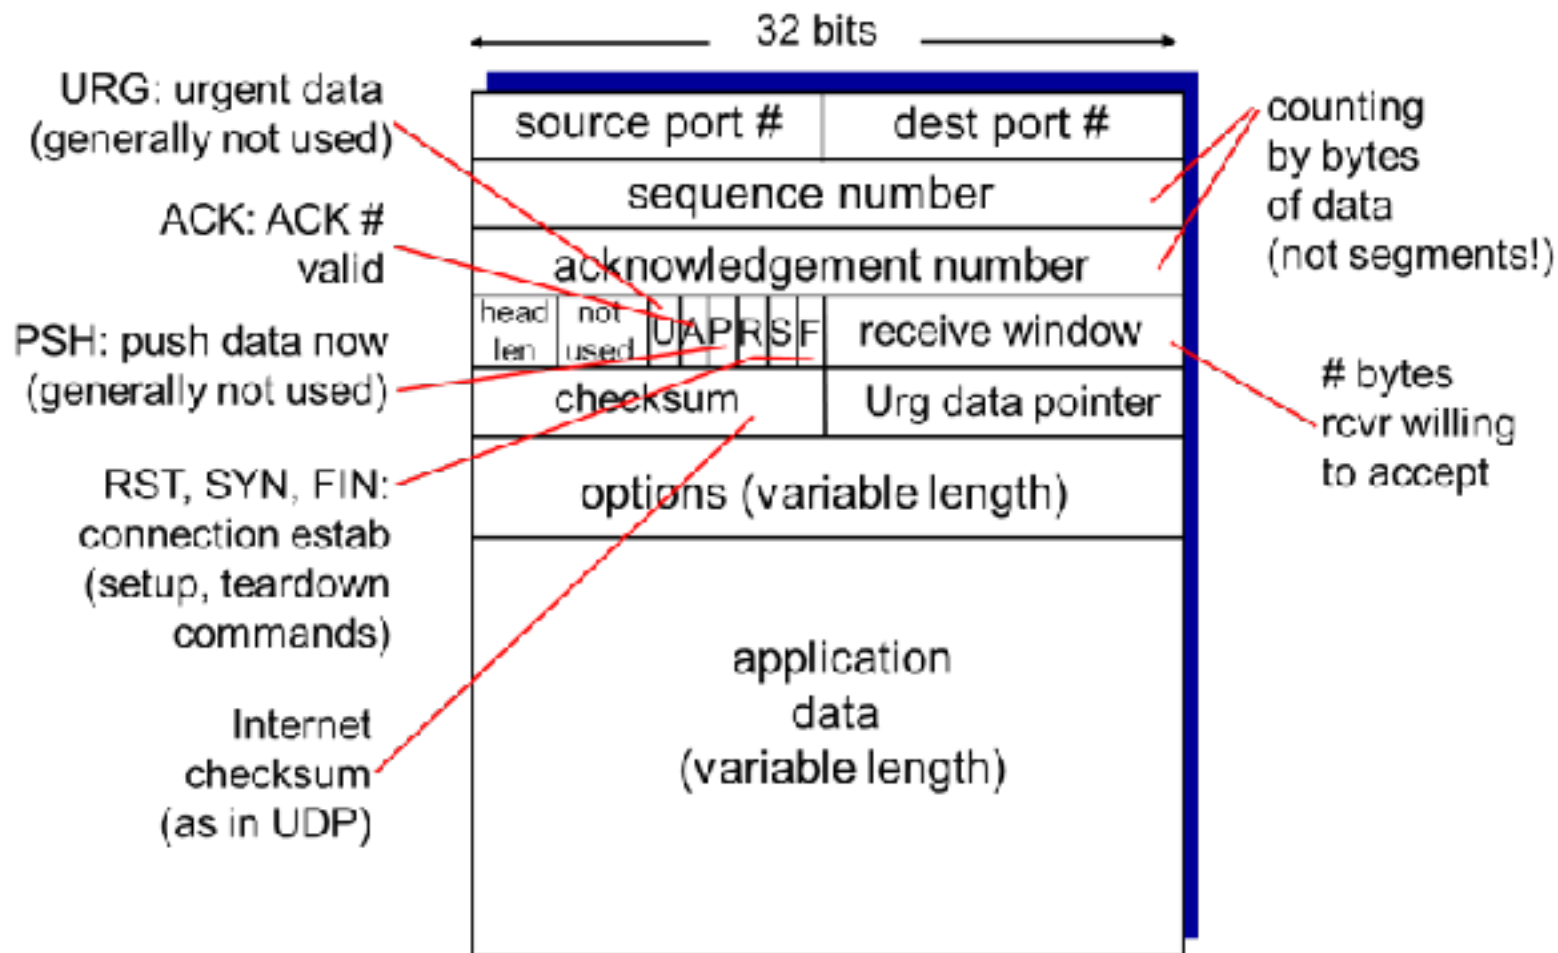 32 bits
URG: urgent data
(generally not used)
ACK: ACK #
valid
PSH: push data now
(generally not used)
RST, SYN, FIN:
connection estab
(setup, teardown
commands)
Internet
checksum
(as in UDP)
source port #
dest port #
sequence number
acknowledgement number
head
len
not
used
U A P R S F
receive window
checksum
Urg data pointer
options (variable length)
application
data
(variable length)
counting
by bytes
of data
(not segments!)
# bytes
rcvr willing
to accept